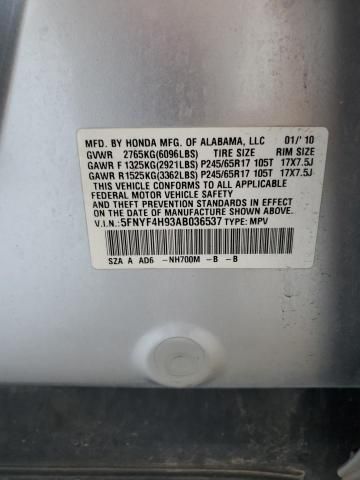 MFD. BY HONDA MFG. OF ALABAMA, LLC 01/'10
GVWR 2765KG(6096LBS) TIRE SIZE RIM SIZE
GAWR F 1325KG(2921LBS) P245/65R17 105T 17X7.5J
GAWR R1525KG(3362LBS) P245/65R17 105T 17X7.5J
THIS VEHICLE CONFORMS TO ALL APPLICABLE
FEDERAL MOTOR VEHICLE SAFETY AND
THEFT PREVENTION STANDARDS IN EFFECT
ON THE DATE OF MANUFACTURE SHOWN ABOVE.
V.I.N.:5FNYF4H93AB036537 TYPE: MPV
SZA A AD6 -NH700M -B -B